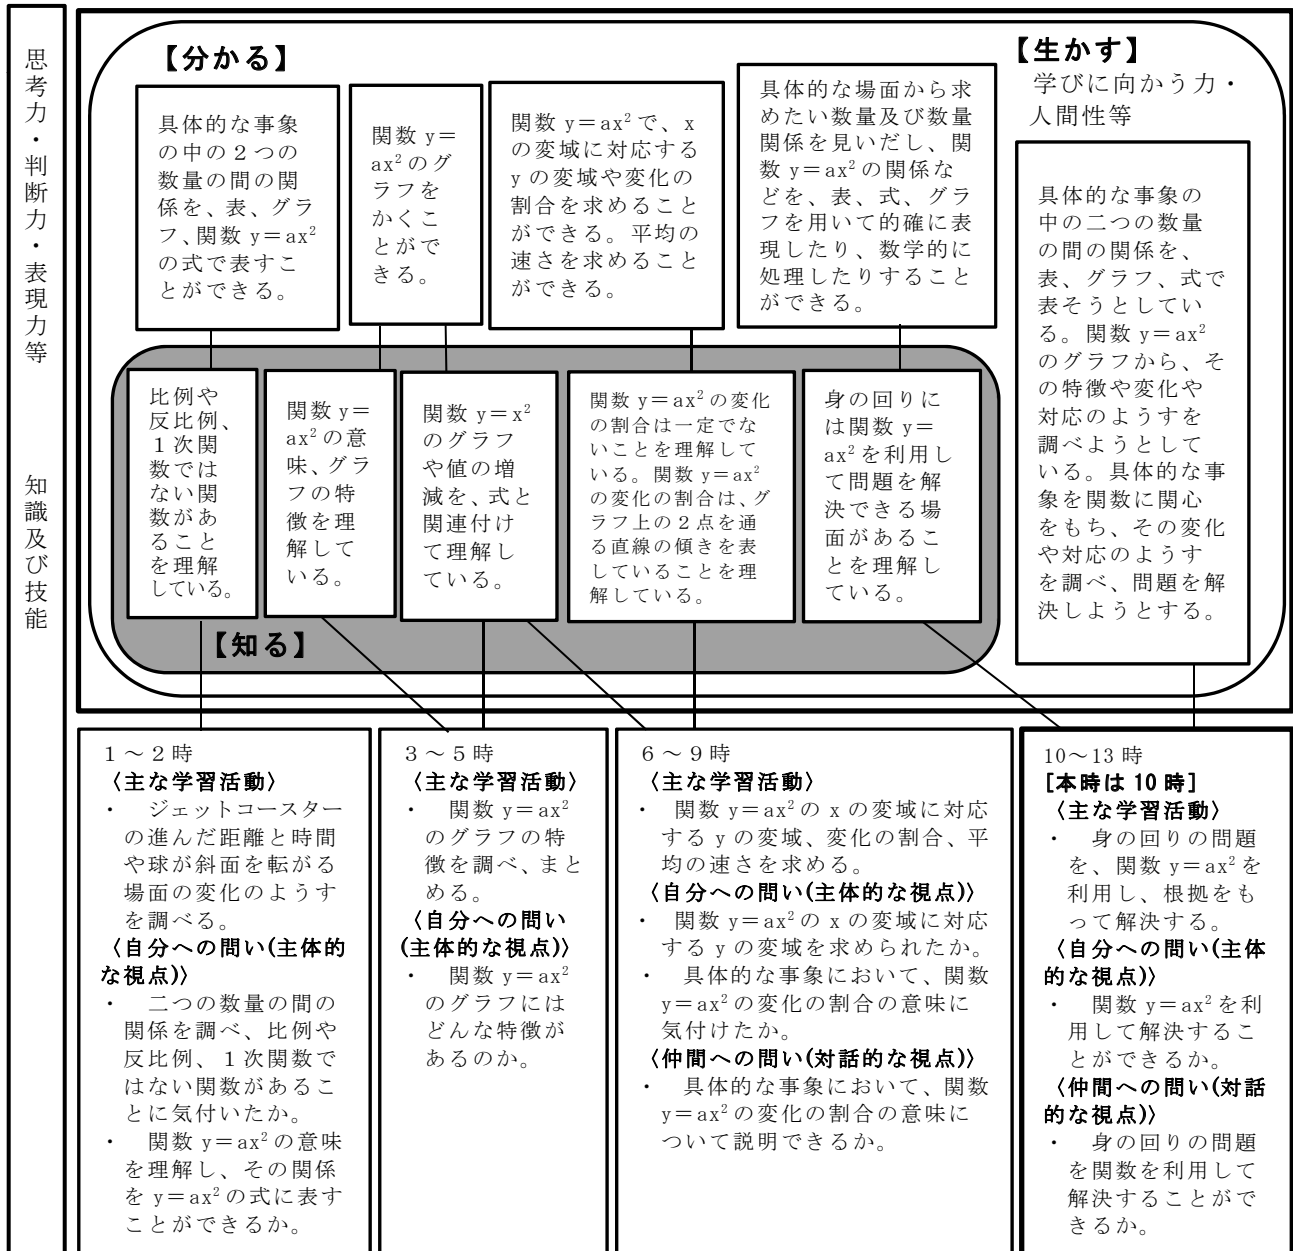 思考力・判断力・表現力等
知識及び技能
【分かる】
具体的な事象
の中の２つの
数量の間の関
係を、表、グラ
フ、関数 y＝ax²
の式で表すこ
とができる。
関数 y＝
ax² のグ
ラフを
かくこ
とがで
きる。
関数 y＝ax² で、x
の変域に対応する
y の変域や変化の
割合を求めること
ができる。平均の
速さを求めること
ができる。
具体的な場面から求
めたい数量及び数量
関係を見いだし、関
数 y＝ax² の関係な
どを、表、式、グラ
フを用いて的確に表
現したり、数学的に
処理したりすること
ができる。
【生かす】
学びに向かう力・
人間性等
具体的な事象の
中の二つの数量
の間の関係を、
表、グラフ、式で
表そうとしてい
る。関数 y＝ax²
のグラフから、そ
の特徴や変化や
対応のようすを
調べようとして
いる。具体的な事
象を関数に関心
をもち、その変化
や対応のようす
を調べ、問題を解
決しようとする。
比例や
反比例、
１次関
数では
ない関
数があ
ること
を理解
している。
関数 y＝
ax² の意
味、グラ
フの特
徴を理
解して
いる。
関数 y＝x²
のグラフ
や値の増
減を、式と
関連付け
て理解し
ている。
関数 y＝ax² の変化
の割合は一定でな
いことを理解して
いる。関数 y＝ax²
の変化の割合は、グ
ラフ上の２点を通
る直線の傾きを表
していることを理
解している。
身の回りに
は関数 y＝
ax² を利用し
て問題を解
決できる場
面があるこ
とを理解し
ている。
【知る】
１～２時
〈主な学習活動〉
・　ジェットコースター
の進んだ距離と時間
や球が斜面を転がる
場面の変化のようす
を調べる。
〈自分への問い(主体的
な視点)〉
・　二つの数量の間の
関係を調べ、比例や
反比例、１次関数で
はない関数があるこ
とに気付いたか。
・　関数 y＝ax² の意味
を理解し、その関係
を y＝ax² の式に表す
ことができるか。
３～５時
〈主な学習活動〉
・　関数 y＝ax²
のグラフの特
徴を調べ、まと
める。
〈自分への問い
(主体的な視点)〉
・　関数 y＝ax²
のグラフには
どんな特徴が
あるのか。
６～９時
〈主な学習活動〉
・　関数 y＝ax² の x の変域に対応
する y の変域、変化の割合、平
均の速さを求める。
〈自分への問い(主体的な視点)〉
・　関数 y＝ax² の x の変域に対応
する y の変域を求められたか。
・　具体的な事象において、関数
y＝ax² の変化の割合の意味に
気付けたか。
〈仲間への問い(対話的な視点)〉
・　具体的な事象において、関数
y＝ax² の変化の割合の意味に
ついて説明できるか。
10～13 時
[本時は 10 時]
〈主な学習活動〉
・　身の回りの問題
を、関数 y＝ax² を
利用し、根拠をも
って解決する。
〈自分への問い(主体
的な視点)〉
・　関数 y＝ax² を利
用して解決するこ
とができるか。
〈仲間への問い(対話
的な視点)〉
・　身の回りの問題
を関数を利用して
解決することがで
きるか。